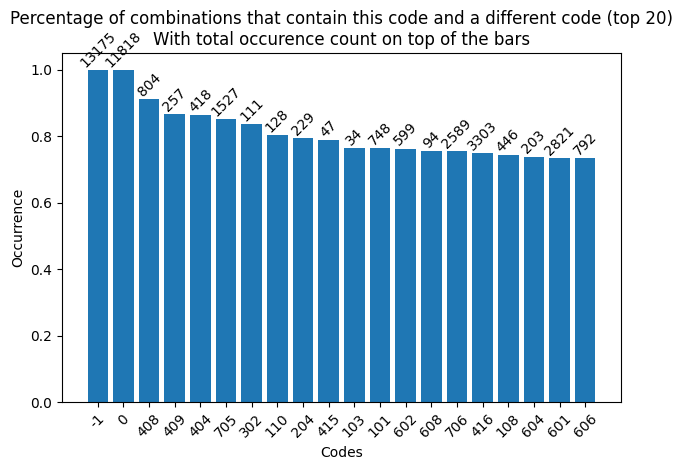 Percentage of combinations that contain this code and a different code (top 20)
With total occurence count on top of the bars
13175 11818 804 257 418 1527 111 128 229 47 34 748 599 94 2589 3303 446 203 2821 792
1.0
0.8
0.6
0.4
0.2
0.0
Occurrence
-1 0 408 409 404 705 302 110 204 415 103 101 602 608 706 416 108 604 601 606
Codes